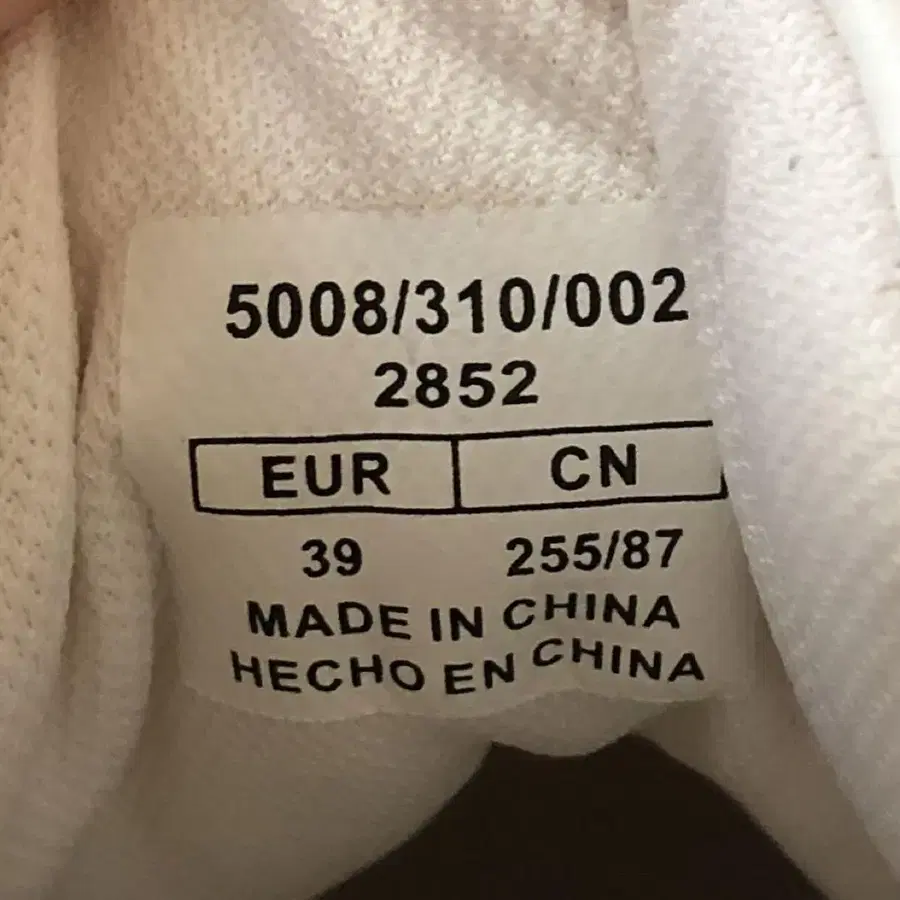 5008/310/002
2852
EUR CN
39 255/87
MADE IN CHINA
HECHO EN CHINA